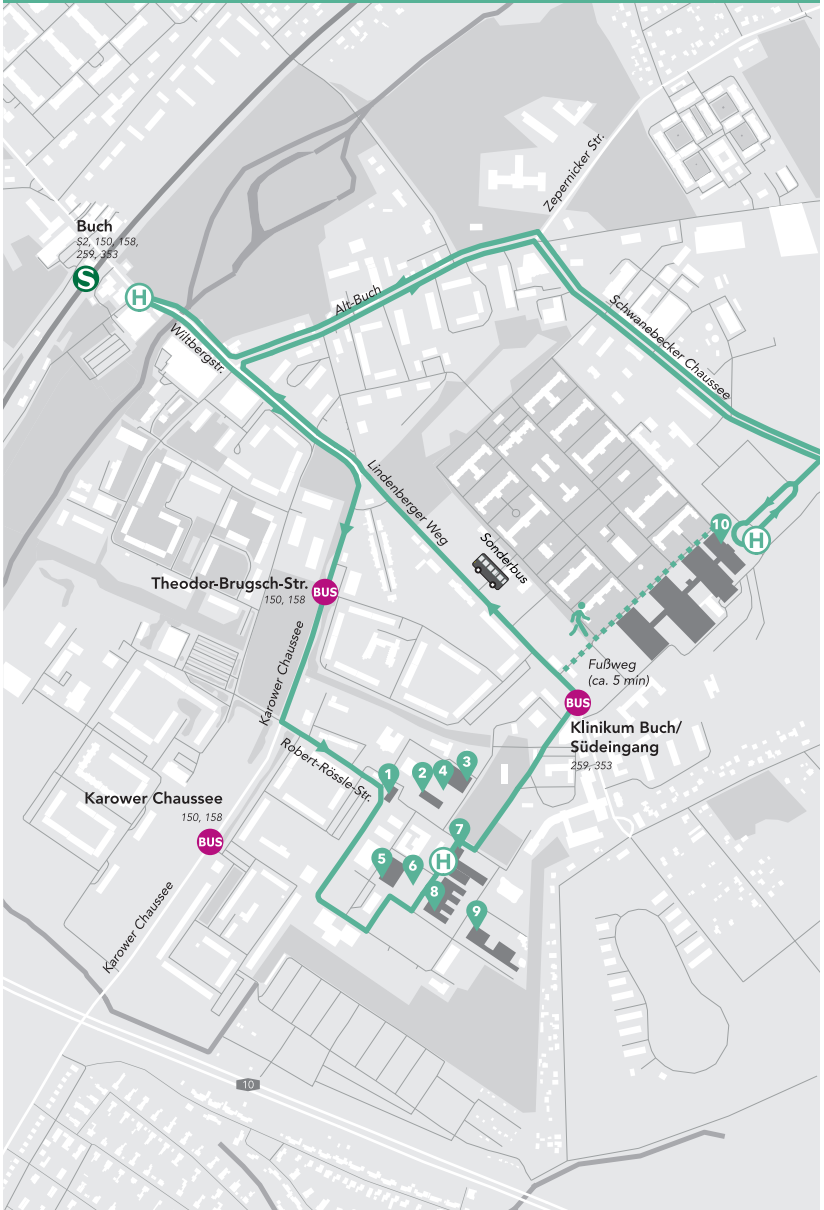 Zepernicker Str.
Buch
S2, 150, 158,
259, 353
S
H
Alt-Buch
Schwanebecker Chaussee
Wiltbergstr.
Lindenberger Weg
Sonderbus
10
H
Theodor-Brugsch-Str.
150, 158
BUS
Karower Chaussee
Fußweg
(ca. 5 min)
BUS
Klinikum Buch/
Südeingang
259, 353
Robert-Rössle-Str.
1
2
4
3
Karower Chaussee
150, 158
BUS
7
H
5
6
8
9
Karower Chaussee
10